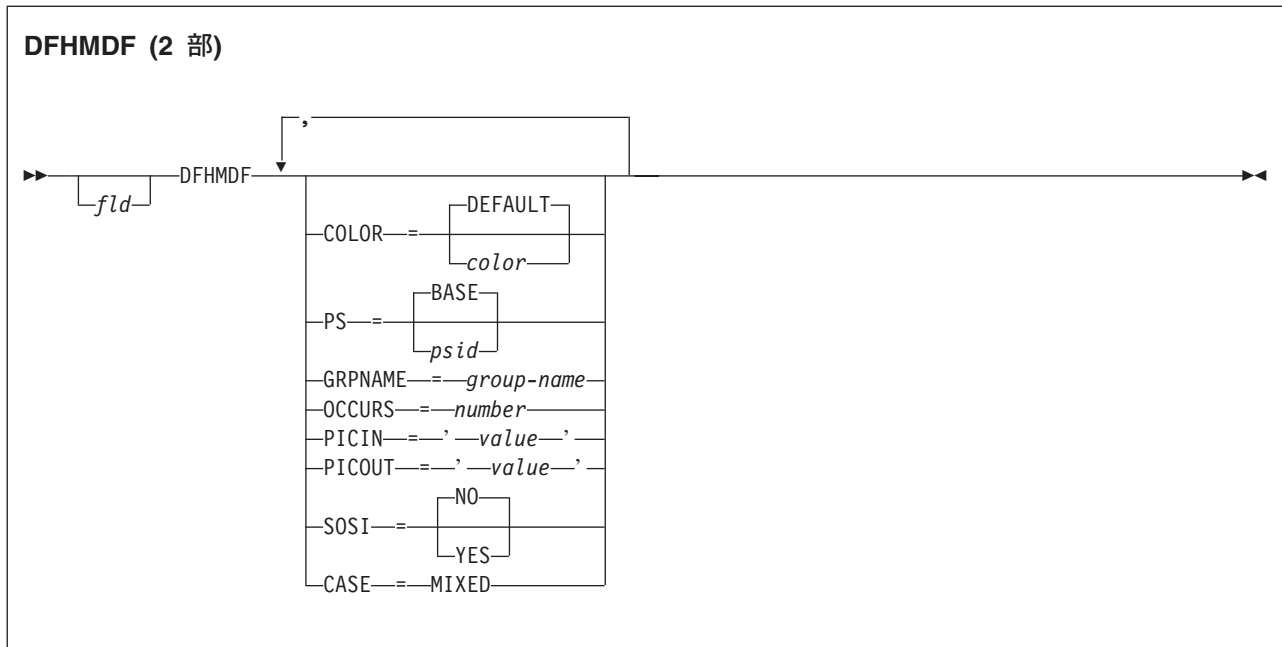 DFHMDF (2 部)
,
fld DFHMDF
COLOR = DEFAULT
color
PS = BASE
psid
GRPNAME = group-name
OCCURS = number
PICIN = ' value '
PICOUT = ' value '
SOSI = NO
YES
CASE = MIXED